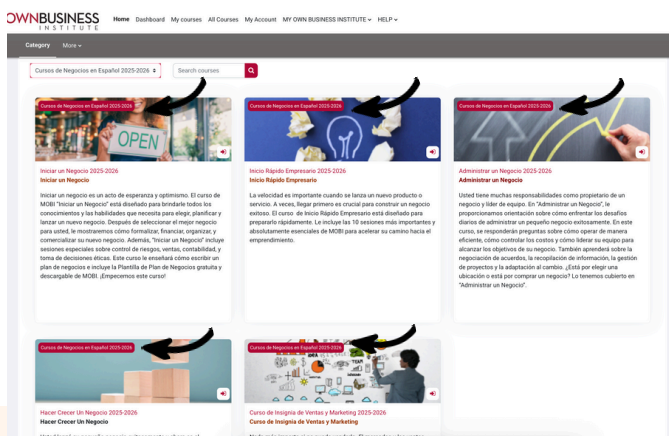 OWNBUSINESS
INSTITUTE
Home Dashboard My courses All Courses My Account MY OWN BUSINESS INSTITUTE HELP
Category More
Cursos de Negocios en Español 2025-2026
Search courses
Cursos de Negocios en Español 2025-2026
OPEN
Iniciar un Negocio 2025-2026
Iniciar un Negocio
Iniciar un negocio es un acto de esperanza y optimismo. El curso de
MOBI "Iniciar un Negocio" está diseñado para brindarle todos los
conocimientos y las habilidades que necesita para elegir, planificar y
lanzar un nuevo negocio. Después de seleccionar el mejor negocio
para usted, le mostraremos cómo formalizar, financiar, organizar, y
comercializar su nuevo negocio. Además, "Iniciar un Negocio" incluye
sesiones especiales sobre control de riesgos, ventas, contabilidad, y
toma de decisiones éticas. Este curso le enseñará cómo escribir un
plan de negocios e incluye la Plantilla de Plan de Negocios gratuita y
descargable de MOBI. ¡Empecemos este curso!
Cursos de Negocios en Español 2025-2026
Inicio Rápido Empresario 2025-2026
Inicio Rápido Empresario
La velocidad es importante cuando se lanza un nuevo producto o
servicio. A veces, llegar primero es crucial para construir un negocio
exitoso. El curso de Inicio Rápido Empresario está diseñado para
prepararlo rápidamente. Le incluye las 10 sesiones más importantes y
absolutamente esenciales de MOBI para acelerar su camino hacia el
emprendimiento.
Cursos de Negocios en Español 2025-2026
Administrar un Negocio 2025-2026
Administrar un Negocio
Usted tiene muchas responsabilidades como propietario de un
negocio y líder de equipo. En "Administrar un Negocio", le
proporcionamos orientación sobre cómo enfrentar los desafíos
diarios de administrar un pequeño negocio exitosamente. En este
curso, se responderán preguntas sobre cómo operar de manera
eficiente, cómo controlar los costos y cómo liderar su equipo para
alcanzar los objetivos de su negocio. También aprenderá sobre la
negociación de acuerdos, la recopilación de información, la gestión
de proyectos y la adaptación al cambio. ¿Está por elegir una
ubicación o está por comprar un negocio? Lo tenemos cubierto en
"Administrar un Negocio".
Cursos de Negocios en Español 2025-2026
Hacer Crecer Un Negocio 2025-2026
Hacer Crecer Un Negocio
Cursos de Negocios en Español 2025-2026
IDEA
TEAM
Curso de Insignia de Ventas y Marketing 2025-2026
Curso de Insignia de Ventas y Marketing